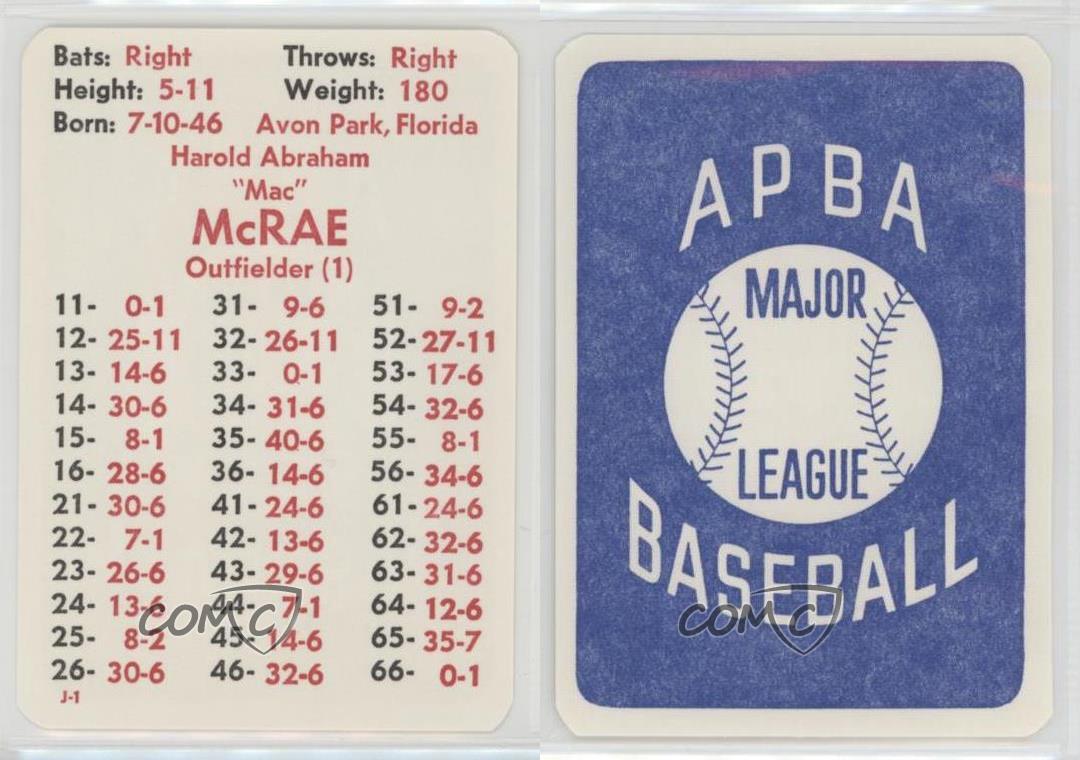 Bats: Right Throws: Right
Height: 5-11 Weight: 180
Born: 7-10-46 Avon Park, Florida
Harold Abraham
"Mac"
McRAE
Outfielder (1)
11- 0-1 31- 9-6 51- 9-2
12- 25-11 32- 26-11 52- 27-11
13- 14-6 33- 0-1 53- 17-6
14- 30-6 34- 31-6 54- 32-6
15- 8-1 35- 40-6 55- 8-1
16- 28-6 36- 14-6 56- 34-6
21- 30-6 41- 24-6 61- 24-6
22- 7-1 42- 13-6 62- 32-6
23- 26-6 43- 29-6 63- 31-6
24- 13-6 44- 7-1 64- 12-6
25- 8-2 45- 14-6 65- 35-7
26- 30-6 46- 32-6 66- 0-1
J-1
COMC
APBA
MAJOR
LEAGUE
BASEBALL
COMC